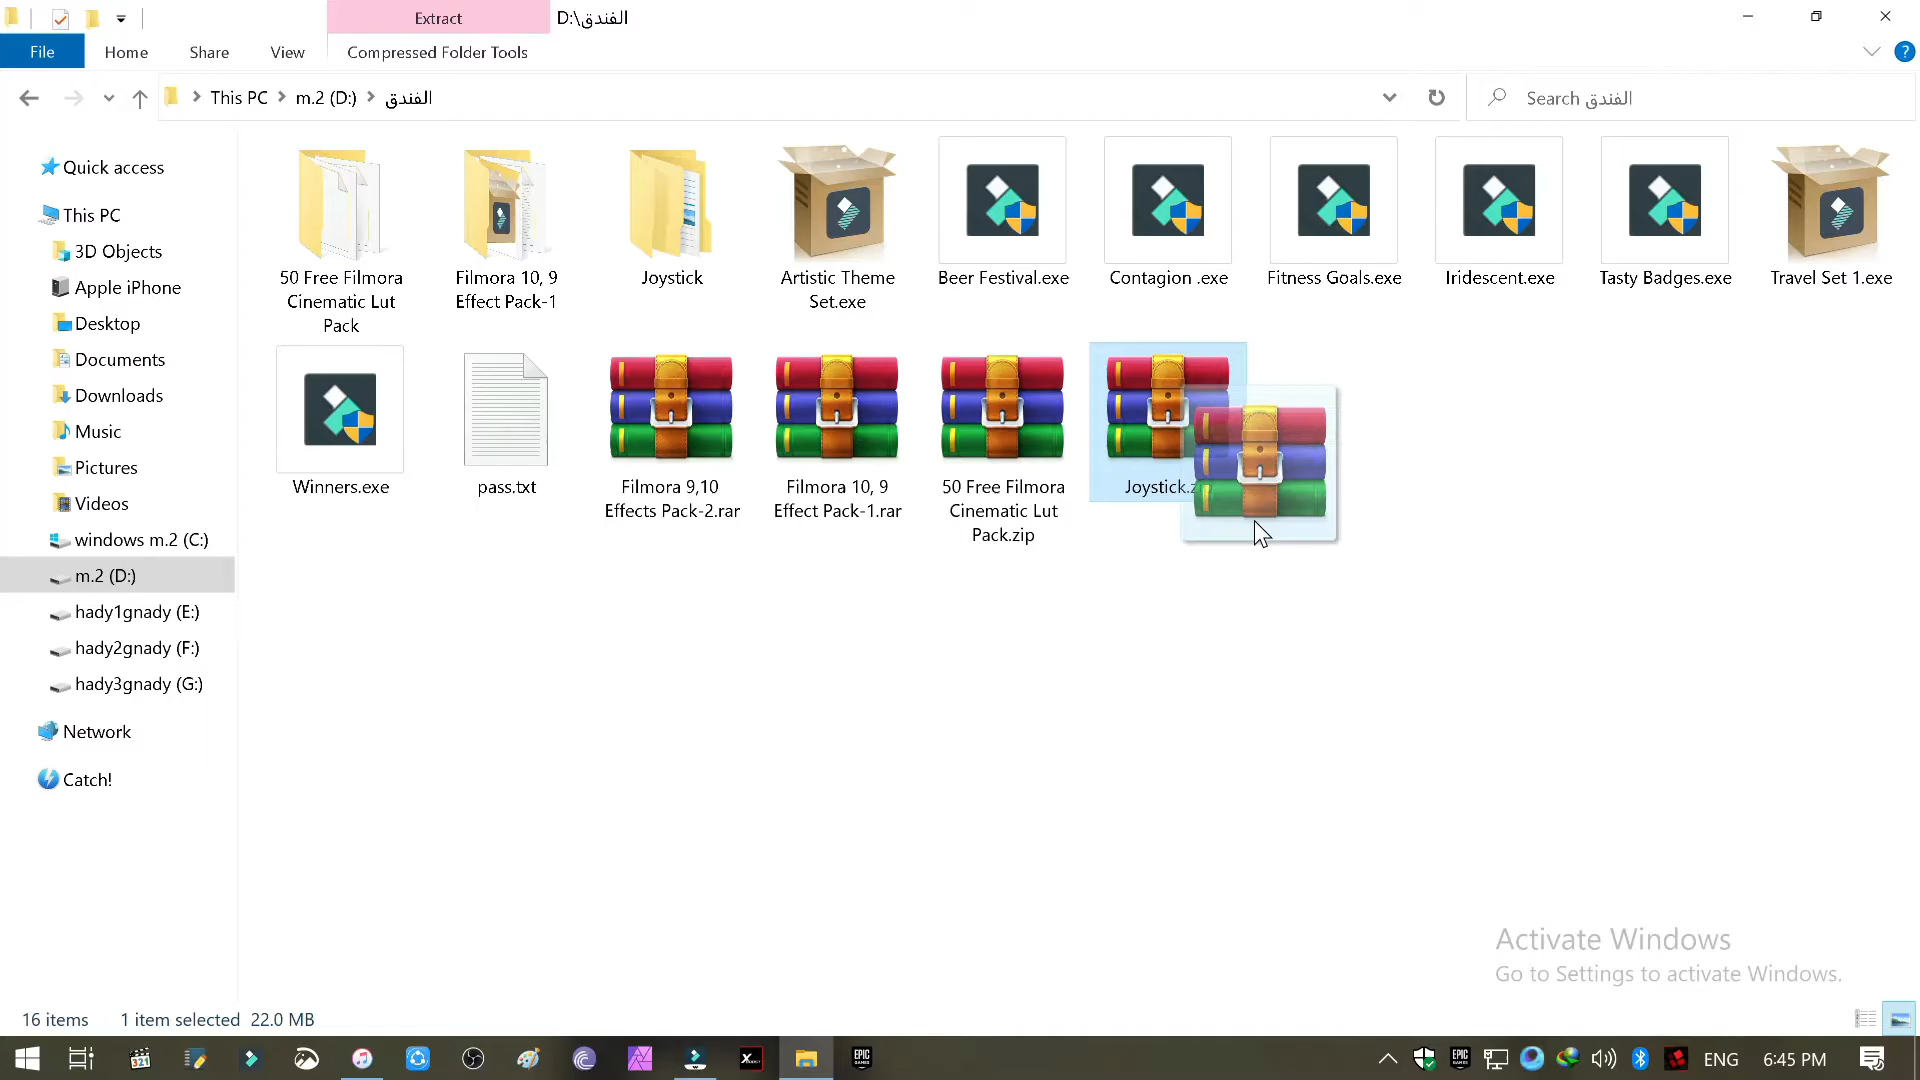 Extract
D:\الفندق
File
Home
Share
View
Compressed Folder Tools
This PC
m.2 (D:)
الفندق
Search الفندق
Quick access
This PC
3D Objects
Apple iPhone
Desktop
Documents
Downloads
Music
Pictures
Videos
windows m.2 (C:)
m.2 (D:)
hady1gnady (E:)
hady2gnady (F:)
hady3gnady (G:)
Network
Catch!
50 Free Filmora
Cinematic Lut
Pack
Filmora 10, 9
Effect Pack-1
Joystick
Artistic Theme
Set.exe
Beer Festival.exe
Contagion .exe
Fitness Goals.exe
Iridescent.exe
Tasty Badges.exe
Travel Set 1.exe
Winners.exe
pass.txt
Filmora 9,10
Effects Pack-2.rar
Filmora 10, 9
Effect Pack-1.rar
50 Free Filmora
Cinematic Lut
Pack.zip
Joystick.z
Activate Windows
Go to Settings to activate Windows.
16 items
1 item selected
22.0 MB
321
EPIC
GAMES
ENG
6:45 PM